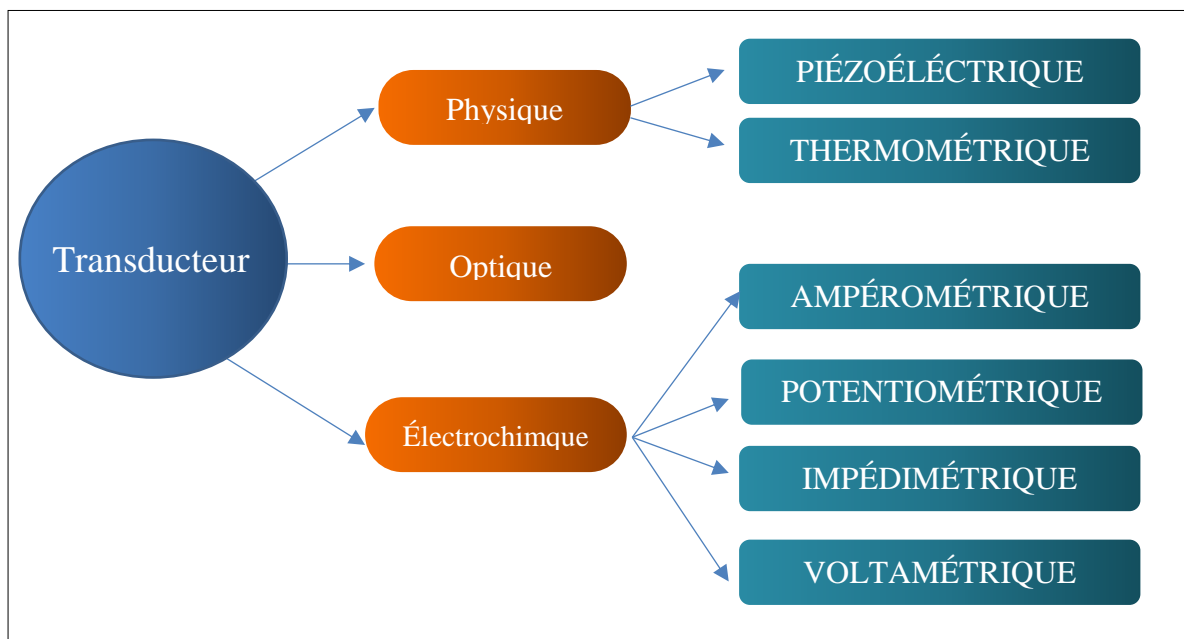 Transducteur
Physique
PIÉZOÉLÉCTRIQUE
THERMOMÉTRIQUE
Optique
Électrochimque
AMPÉROMÉTRIQUE
POTENTIOMÉTRIQUE
IMPÉDIMÉTRIQUE
VOLTAMÉTRIQUE